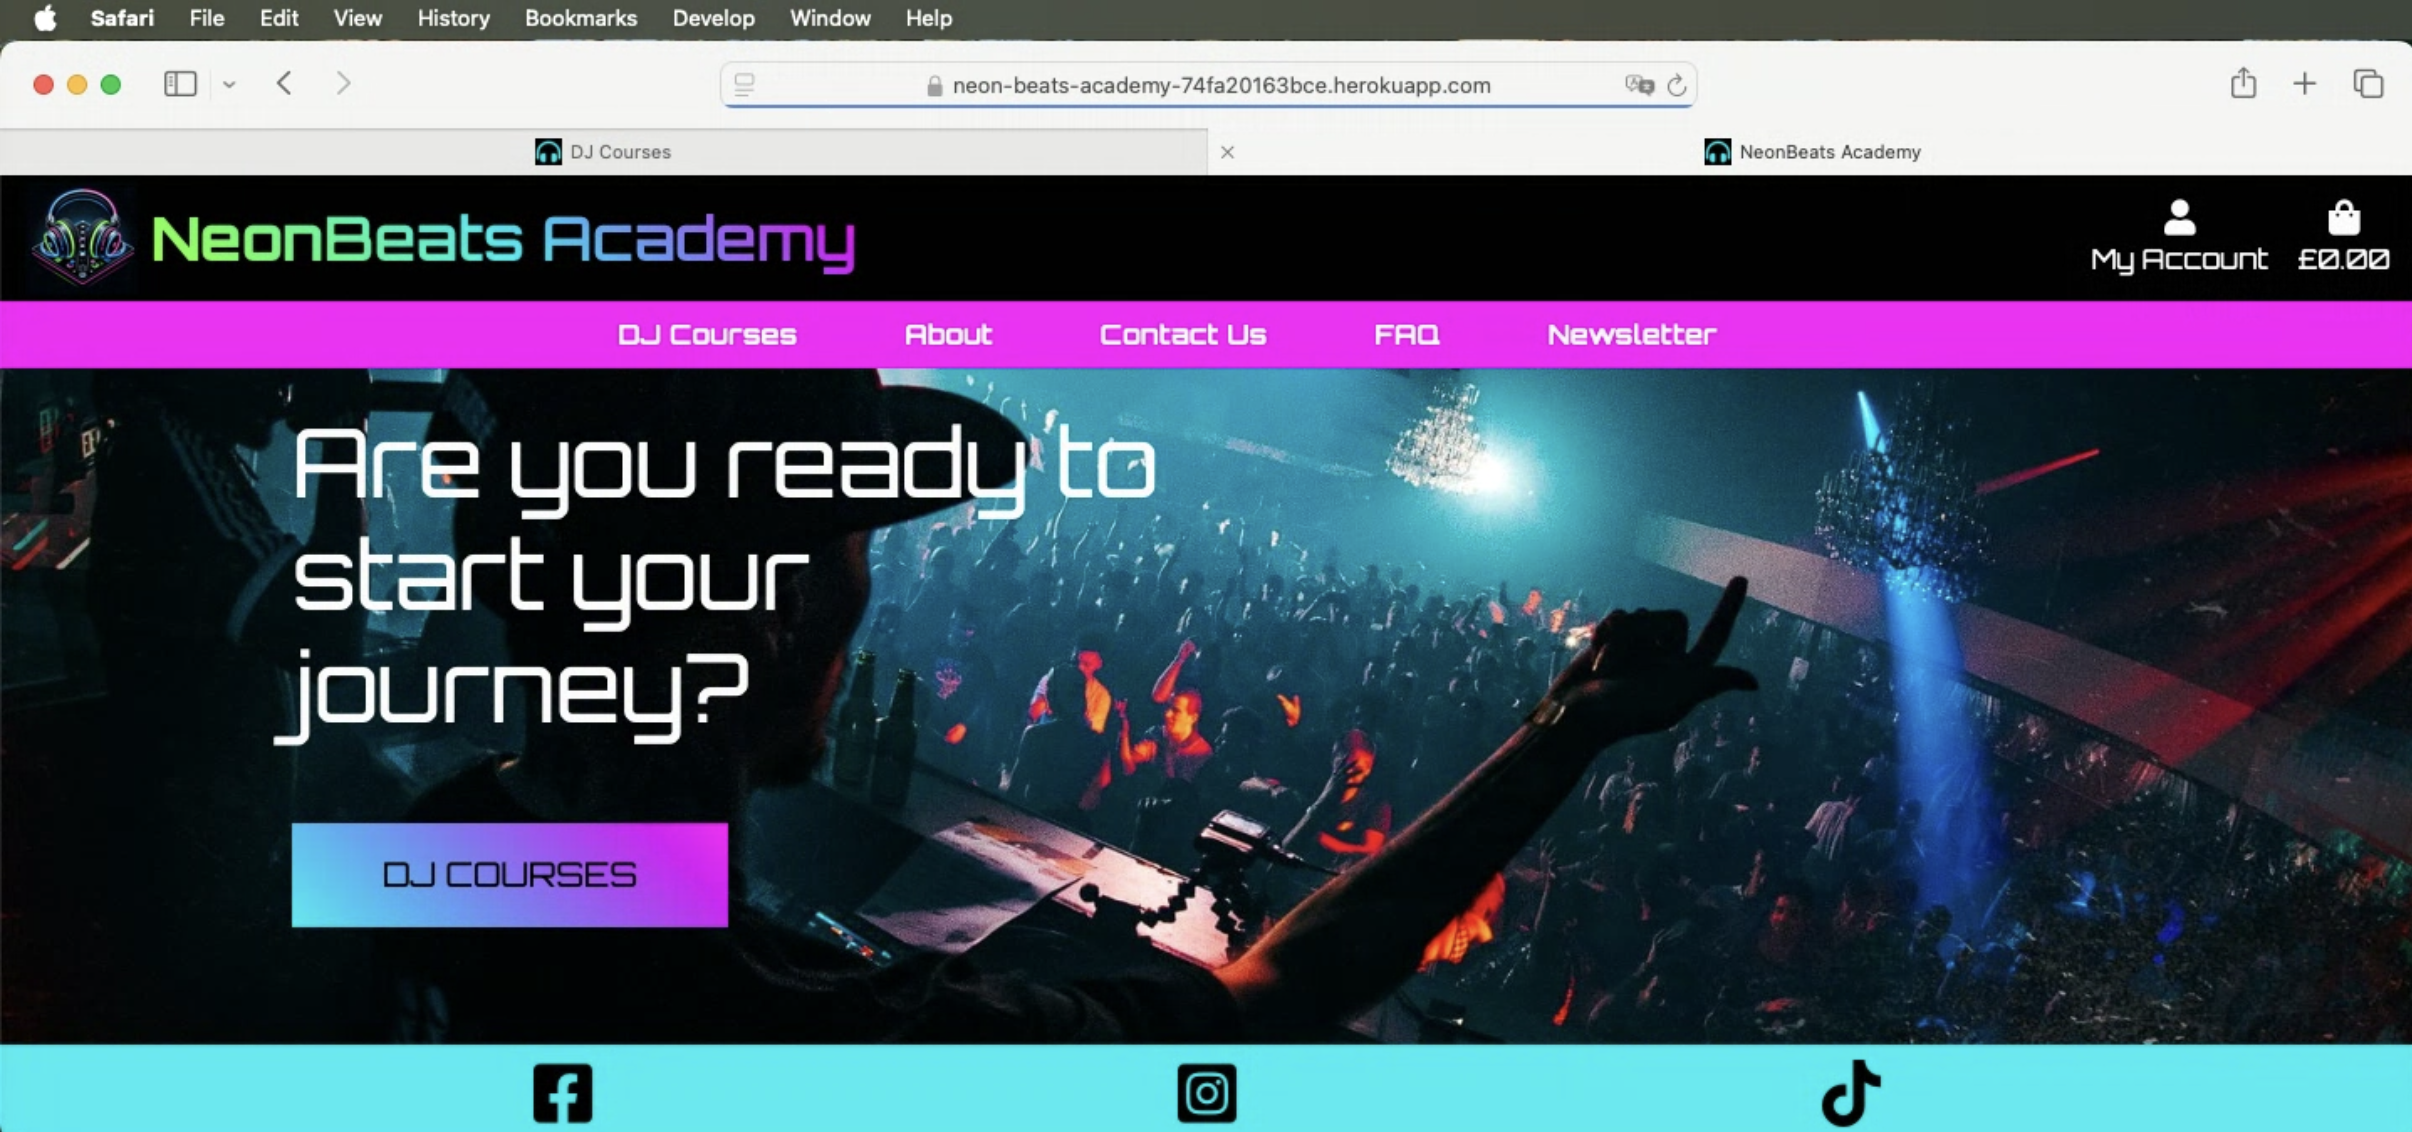 Safari File Edit View History Bookmarks Develop Window Help
neon-beats-academy-74fa20163bce.herokuapp.com
DJ Courses
NeonBeats Academy
NeonBeats Academy
My Account £0.00
DJ Courses About Contact Us FAQ Newsletter
Are you ready to
start your
journey?
DJ COURSES